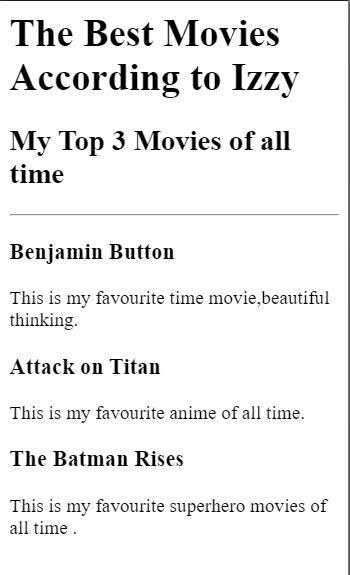 The Best Movies
According to Izzy
My Top 3 Movies of all
time
Benjamin Button
This is my favourite time movie,beautiful
thinking.
Attack on Titan
This is my favourite anime of all time.
The Batman Rises
This is my favourite superhero movies of
all time .